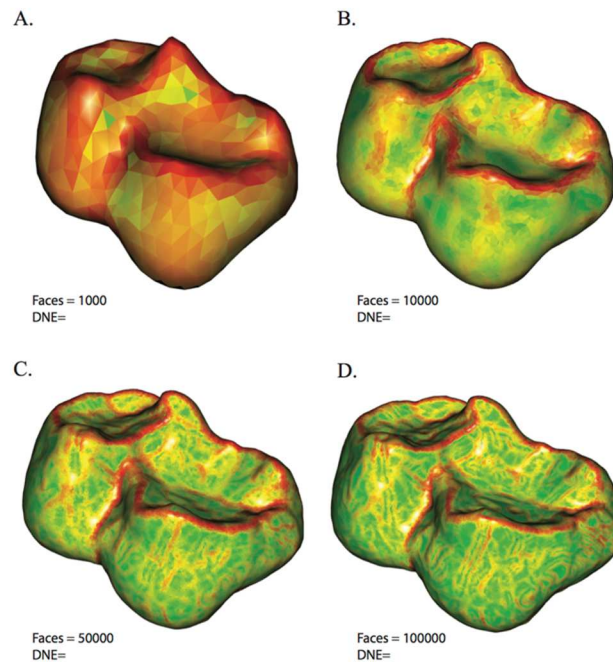 A.
B.
Faces = 1000
DNE=
Faces = 10000
DNE=
C.
D.
Faces = 50000
DNE=
Faces = 100000
DNE=